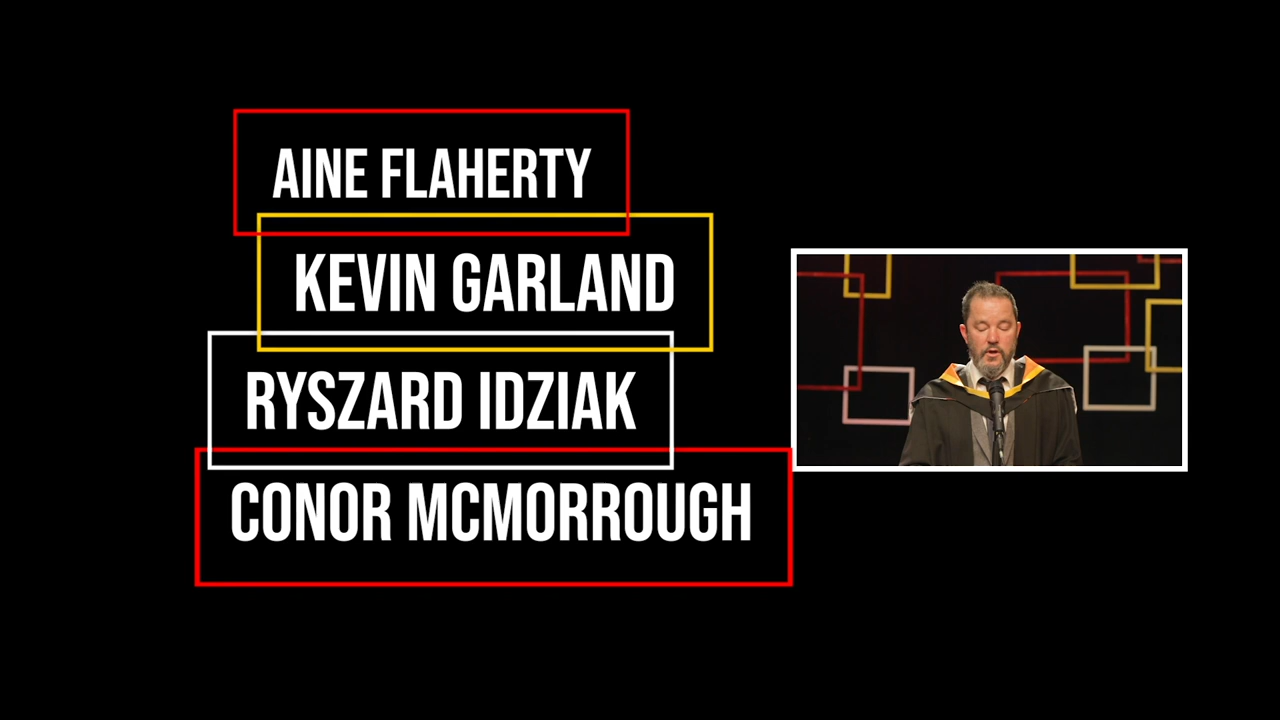 AINE FLAHERTY
KEVIN GARLAND
RYSZARD IDZIAK
CONOR MCMORROUGH